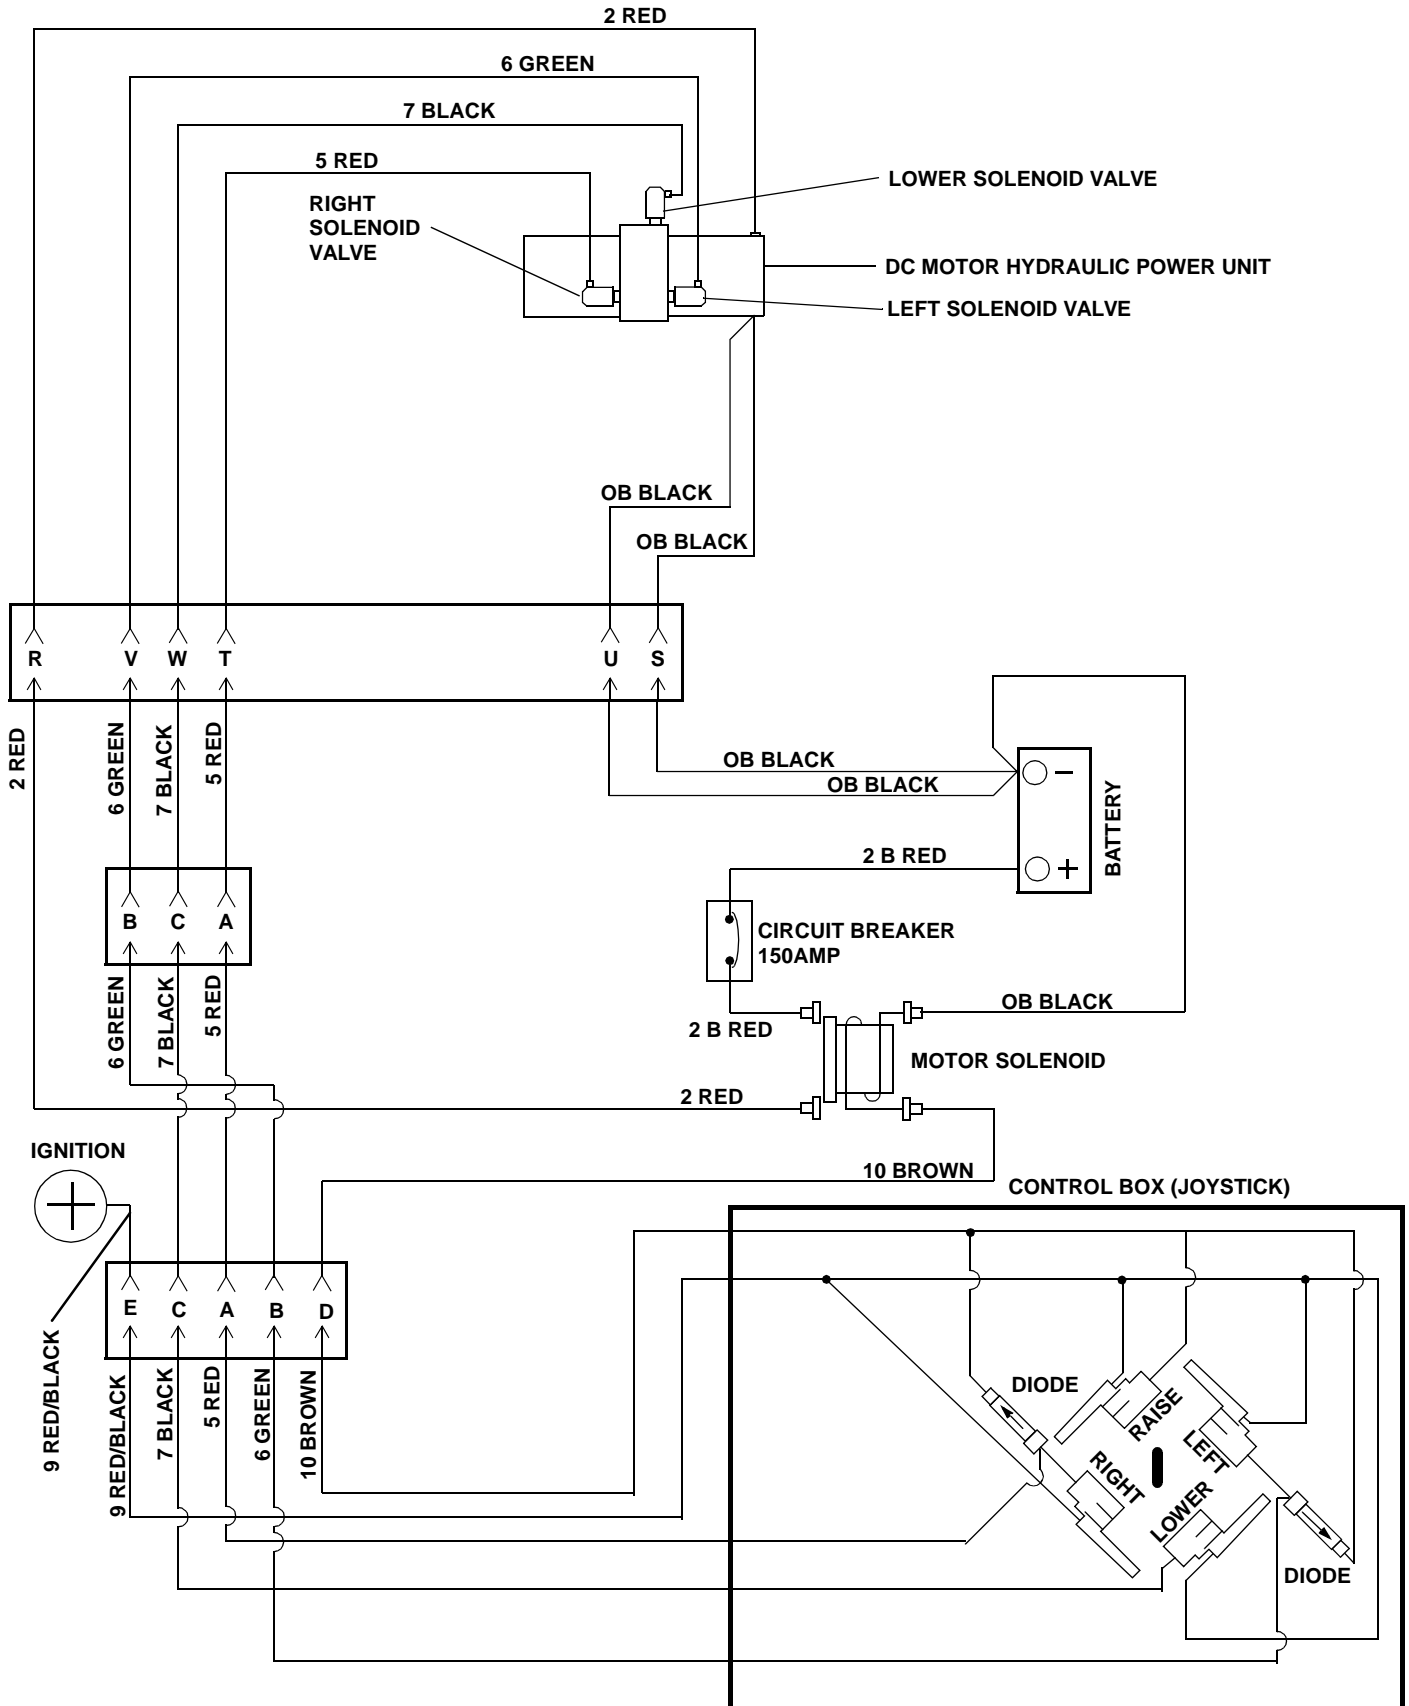 2 RED
6 GREEN
7 BLACK
5 RED
LOWER SOLENOID VALVE
RIGHT
SOLENOID
VALVE
DC MOTOR HYDRAULIC POWER UNIT
LEFT SOLENOID VALVE
OB BLACK
OB BLACK
R
V
W
T
U
S
2 RED
6 GREEN
7 BLACK
5 RED
OB BLACK
OB BLACK
BATTERY
2 B RED
B
C
A
CIRCUIT BREAKER
150AMP
6 GREEN
7 BLACK
5 RED
OB BLACK
2 B RED
MOTOR SOLENOID
2 RED
IGNITION
10 BROWN
CONTROL BOX (JOYSTICK)
E
C
A
B
D
9 RED/BLACK
9 RED/BLACK
7 BLACK
5 RED
6 GREEN
10 BROWN
DIODE
RAISE
LEFT
RIGHT
LOWER
DIODE